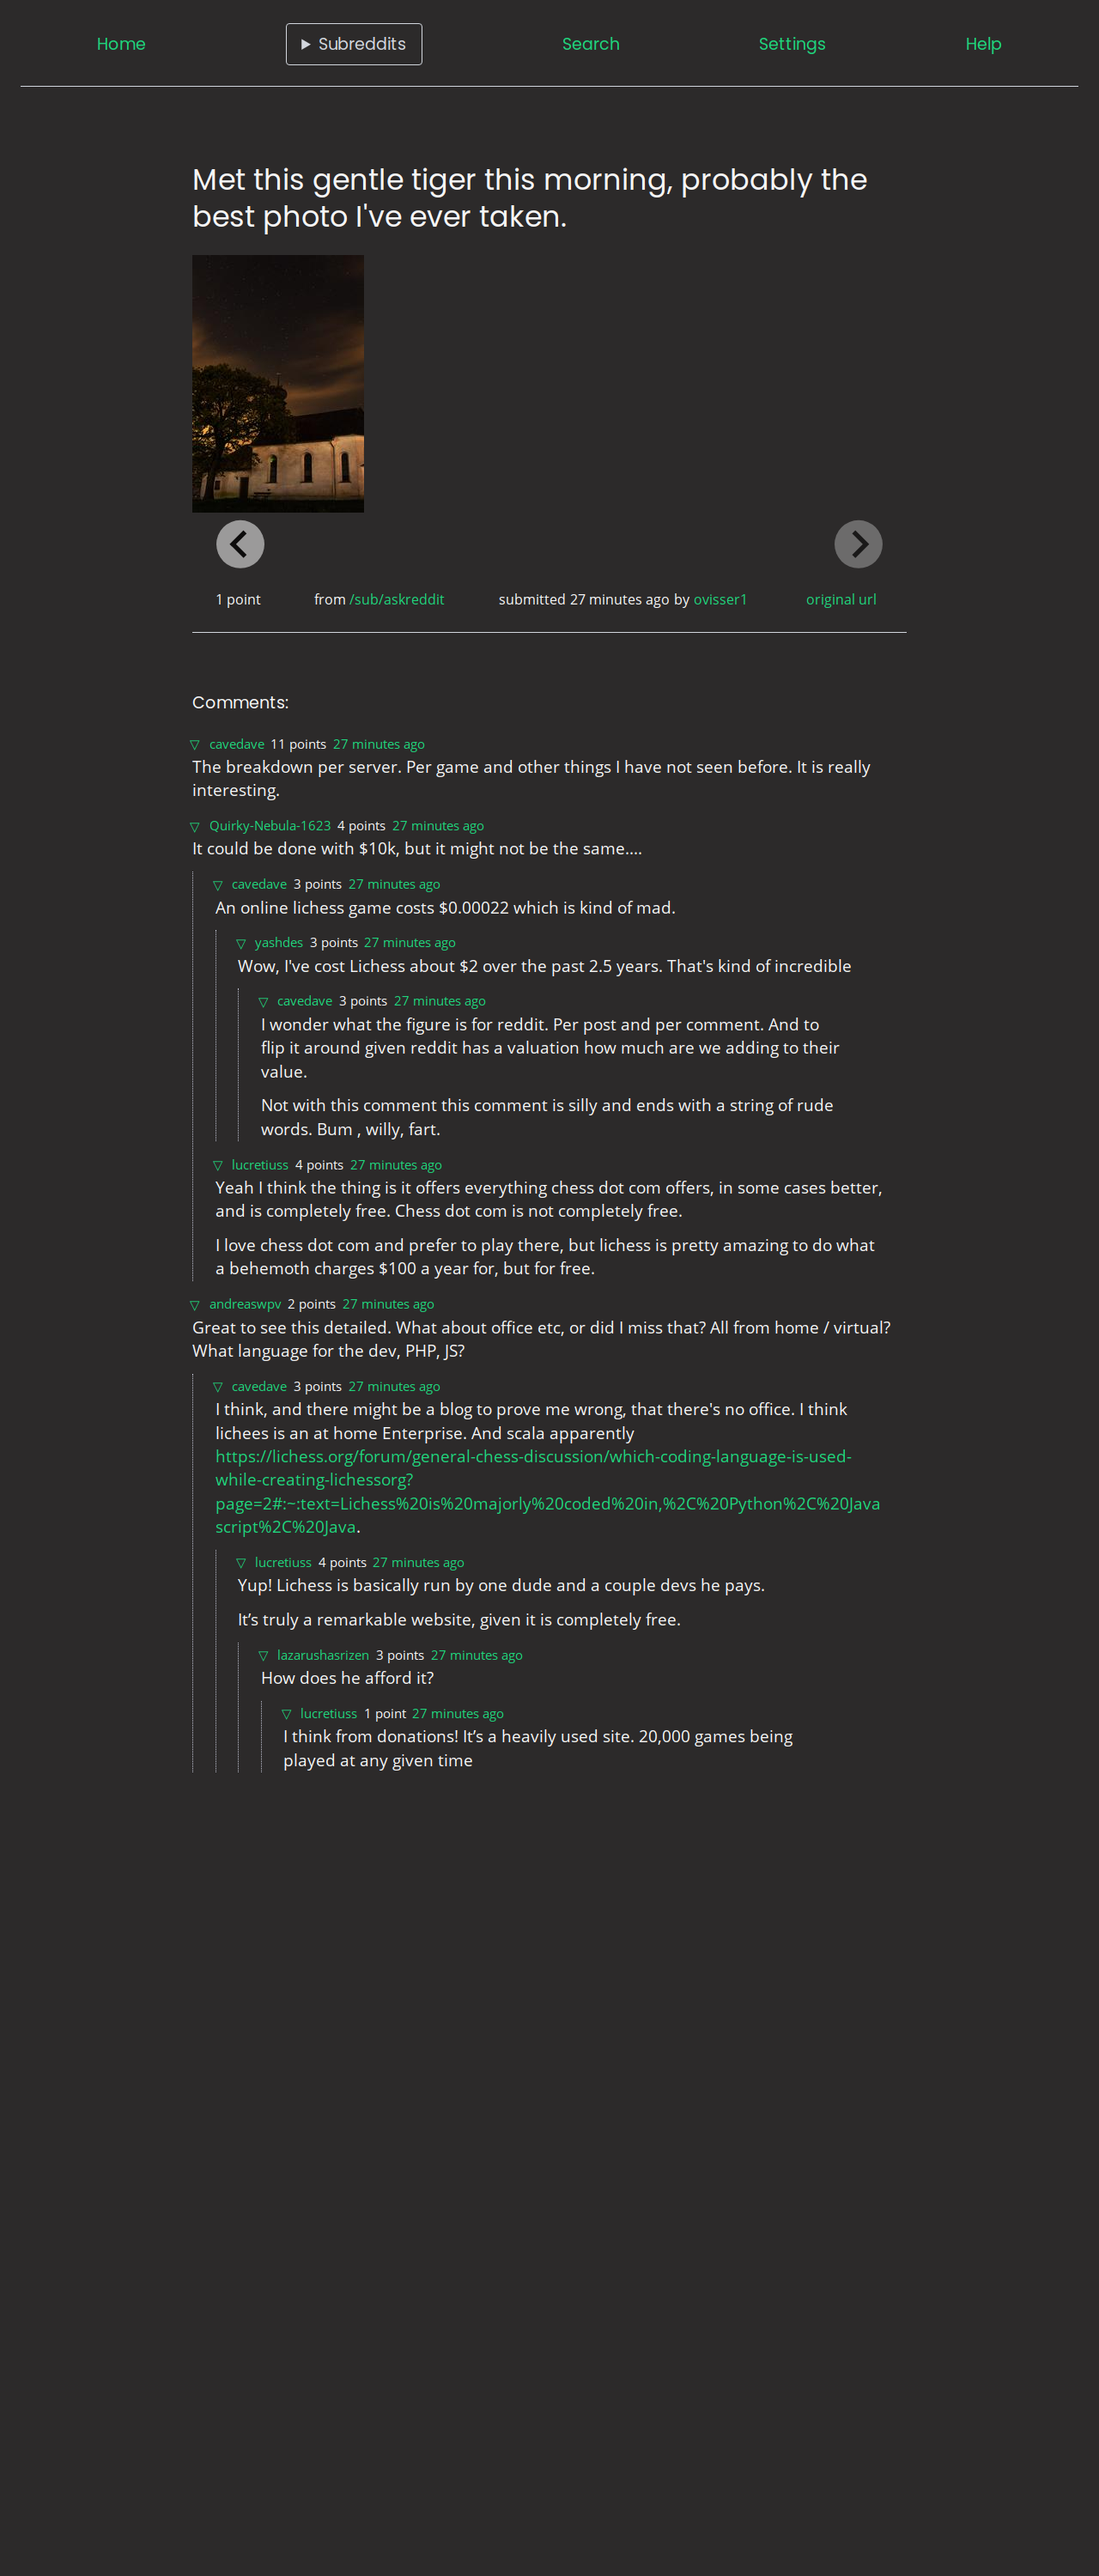 Home
Subreddits
Search
Settings
Help
Met this gentle tiger this morning, probably the
best photo I've ever taken.
1 point
from /sub/askreddit
submitted 27 minutes ago by ovisser1
original url
Comments:
cavedave 11 points 27 minutes ago
The breakdown per server. Per game and other things I have not seen before. It is really
interesting.
Quirky-Nebula-1623 4 points 27 minutes ago
It could be done with $10k, but it might not be the same....
cavedave 3 points 27 minutes ago
An online lichess game costs $0.00022 which is kind of mad.
yashdes 3 points 27 minutes ago
Wow, I've cost Lichess about $2 over the past 2.5 years. That's kind of incredible
cavedave 3 points 27 minutes ago
I wonder what the figure is for reddit. Per post and per comment. And to
flip it around given reddit has a valuation how much are we adding to their
value.
Not with this comment this comment is silly and ends with a string of rude
words. Bum , willy, fart.
lucretiuss 4 points 27 minutes ago
Yeah I think the thing is it offers everything chess dot com offers, in some cases better,
and is completely free. Chess dot com is not completely free.
I love chess dot com and prefer to play there, but lichess is pretty amazing to do what
a behemoth charges $100 a year for, but for free.
andreaswpv 2 points 27 minutes ago
Great to see this detailed. What about office etc, or did I miss that? All from home / virtual?
What language for the dev, PHP, JS?
cavedave 3 points 27 minutes ago
I think, and there might be a blog to prove me wrong, that there's no office. I think
lichees is an at home Enterprise. And scala apparently
https://lichess.org/forum/general-chess-discussion/which-coding-language-is-used-
while-creating-lichessorg?
page=2#:~:text=Lichess%20is%20majorly%20coded%20in,%2C%20Python%2C%20Java
script%2C%20Java.
lucretiuss 4 points 27 minutes ago
Yup! Lichess is basically run by one dude and a couple devs he pays.
It’s truly a remarkable website, given it is completely free.
lazarushasrizen 3 points 27 minutes ago
How does he afford it?
lucretiuss 1 point 27 minutes ago
I think from donations! It’s a heavily used site. 20,000 games being
played at any given time